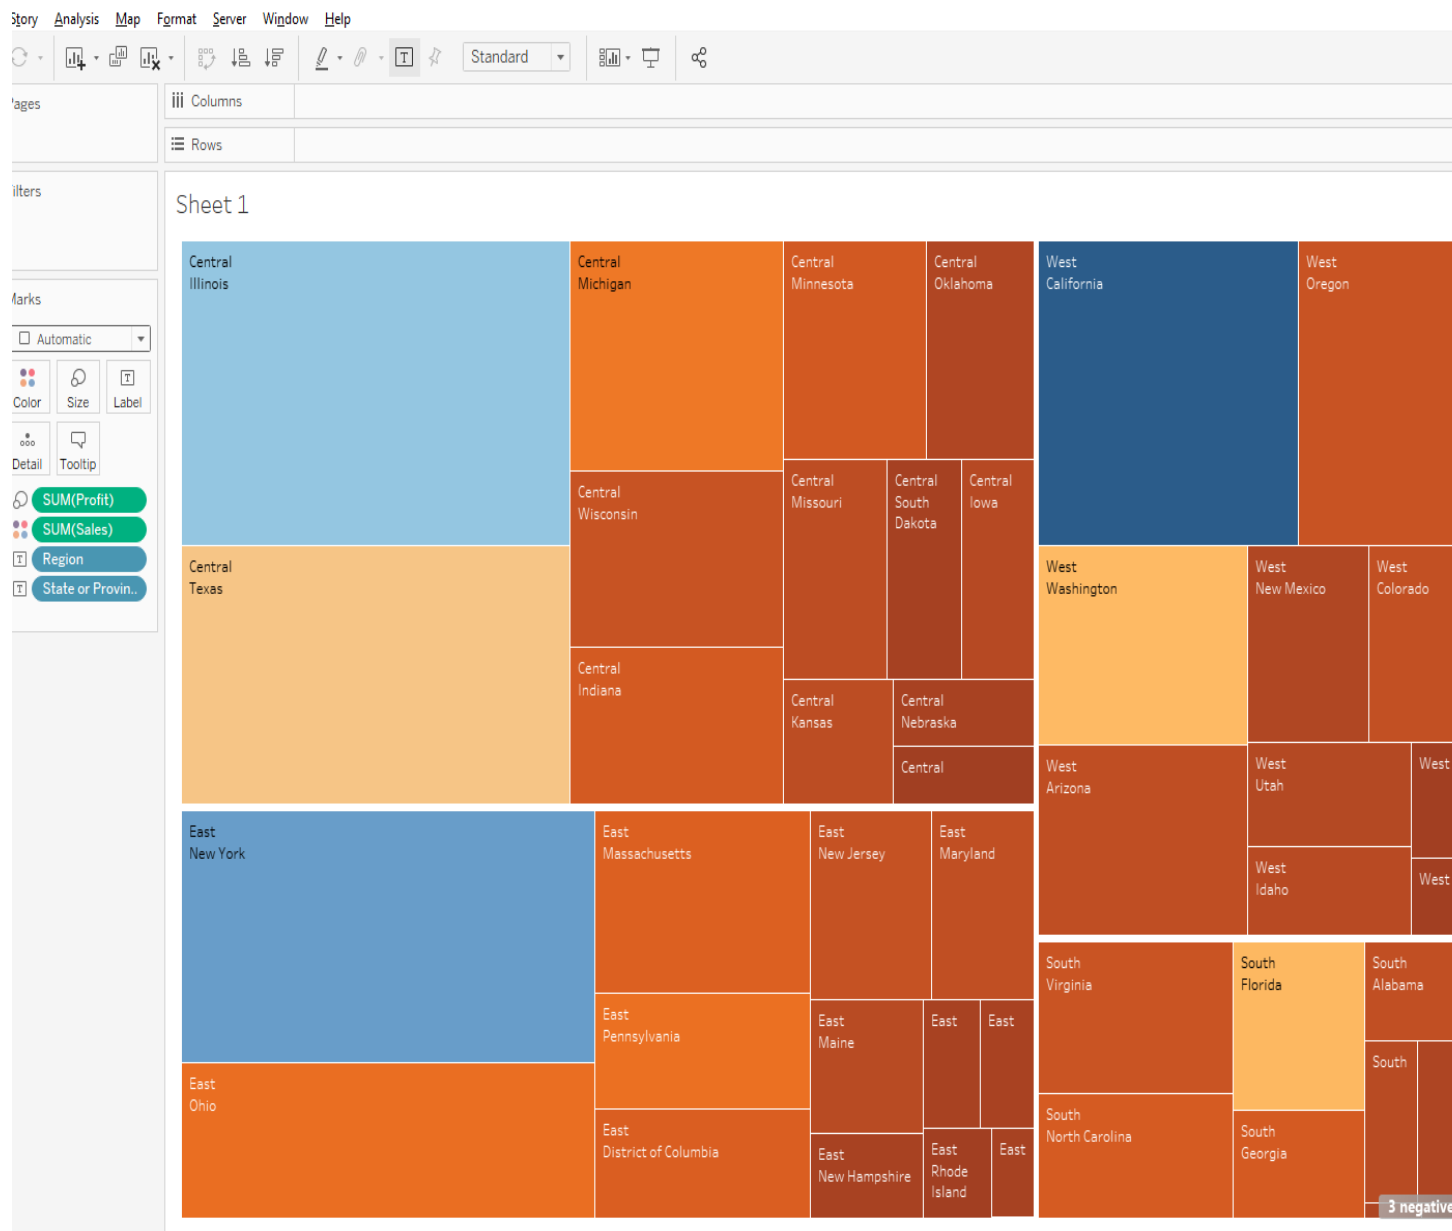 Story Analysis Map Format Server Window Help
Standard
Pages
Columns
Rows
Filters
Sheet 1
Marks
Automatic
Color Size Label
Detail Tooltip
SUM(Profit)
SUM(Sales)
Region
State or Provin..
Central
Illinois
Central
Michigan
Central
Minnesota
Central
Oklahoma
West
California
West
Oregon
Central
Wisconsin
Central
Missouri
Central
South
Dakota
Central
Iowa
Central
Texas
West
Washington
West
New Mexico
West
Colorado
Central
Indiana
Central
Kansas
Central
Nebraska
Central
West
Arizona
West
Utah
West
West
Idaho
West
East
New York
East
Massachusetts
East
New Jersey
East
Maryland
South
Virginia
South
Florida
South
Alabama
East
Pennsylvania
East
Maine
East
East
South
East
Ohio
East
District of Columbia
East
New Hampshire
East
Rhode
Island
East
South
North Carolina
South
Georgia
3 negative